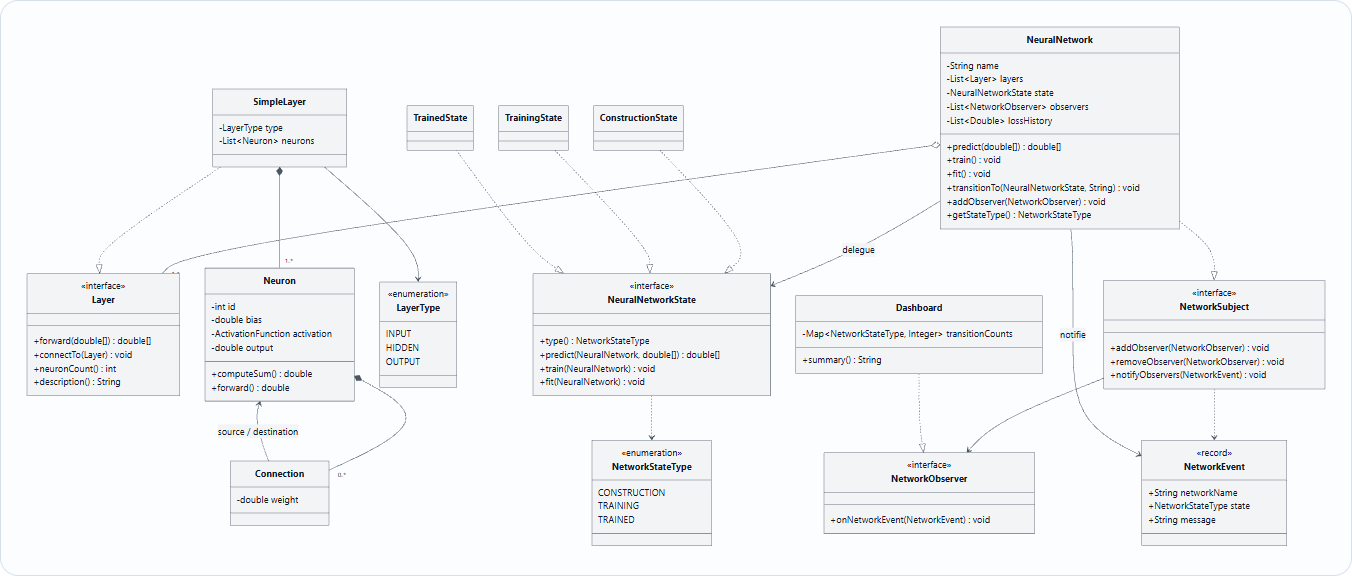 NeuralNetwork
-String name
-List<Layer> layers
-NeuralNetworkState state
-List<NetworkObserver> observers
-List<Double> lossHistory
+predict(double[]) : double[]
+train() : void
+fit() : void
+transitionTo(NeuralNetworkState, String) : void
+addObserver(NetworkObserver) : void
+getStateType() : NetworkStateType
SimpleLayer
-LayerType type
-List<Neuron> neurons
TrainedState
TrainingState
ConstructionState
delegue
1..*
«interface»
Layer
+forward(double[]) : double[]
+connectTo(Layer) : void
+neuronCount() : int
+description() : String
Neuron
-int id
-double bias
-ActivationFunction activation
-double output
+computeSum() : double
+forward() : double
«enumeration»
LayerType
INPUT
HIDDEN
OUTPUT
«interface»
NeuralNetworkState
+type() : NetworkStateType
+predict(NeuralNetwork, double[]) : double[]
+train(NeuralNetwork) : void
+fit(NeuralNetwork) : void
Dashboard
-Map<NetworkStateType, Integer> transitionCounts
+summary() : String
notifie
«interface»
NetworkSubject
+addObserver(NetworkObserver) : void
+removeObserver(NetworkObserver) : void
+notifyObservers(NetworkEvent) : void
source / destination
Connection
-double weight
0..*
«enumeration»
NetworkStateType
CONSTRUCTION
TRAINING
TRAINED
«interface»
NetworkObserver
+onNetworkEvent(NetworkEvent) : void
«record»
NetworkEvent
+String networkName
+NetworkStateType state
+String message